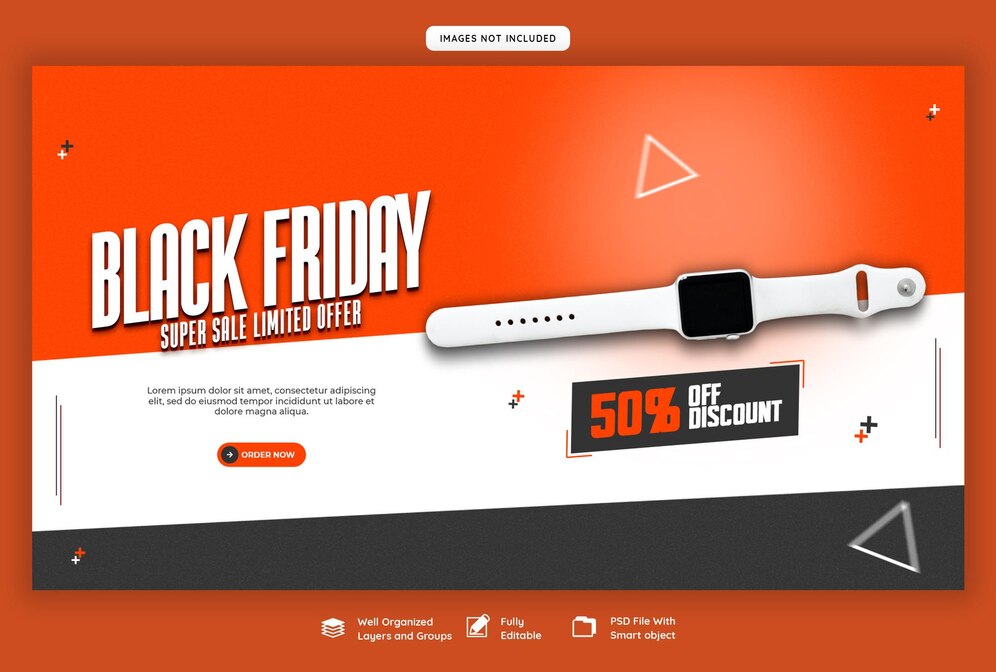 IMAGES NOT INCLUDED
BLACK FRIDAY
SUPER SALE LIMITED OFFER
Lorem ipsum dolor sit amet, consectetur adipiscing
elit, sed do eiusmod tempor incididunt ut labore et
dolore magna aliqua.
ORDER NOW
50% OFF
DISCOUNT
Well Organized
Layers and Groups
Fully
Editable
PSD File With
Smart object